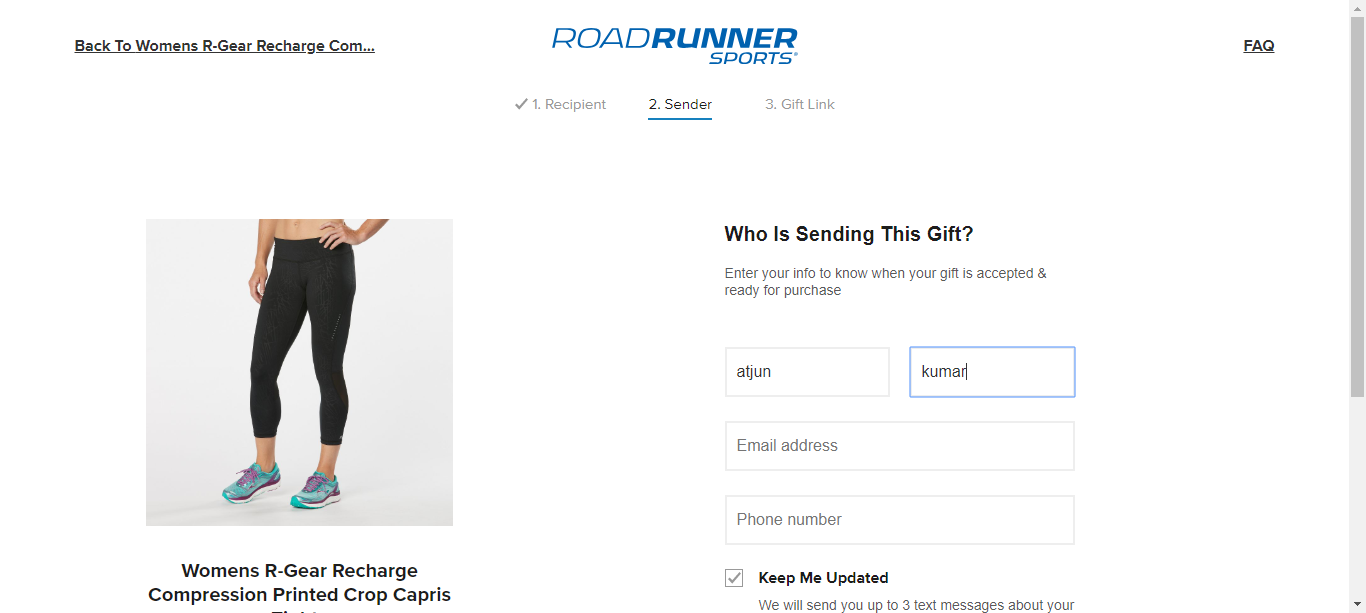 Back To Womens R-Gear Recharge Com...
ROADRUNNER
SPORTS
FAQ
1. Recipient
2. Sender
3. Gift Link
Who Is Sending This Gift?
Enter your info to know when your gift is accepted &
ready for purchase
atjun
kumar
Email address
Phone number
Keep Me Updated
We will send you up to 3 text messages about your
Womens R-Gear Recharge
Compression Printed Crop Capris